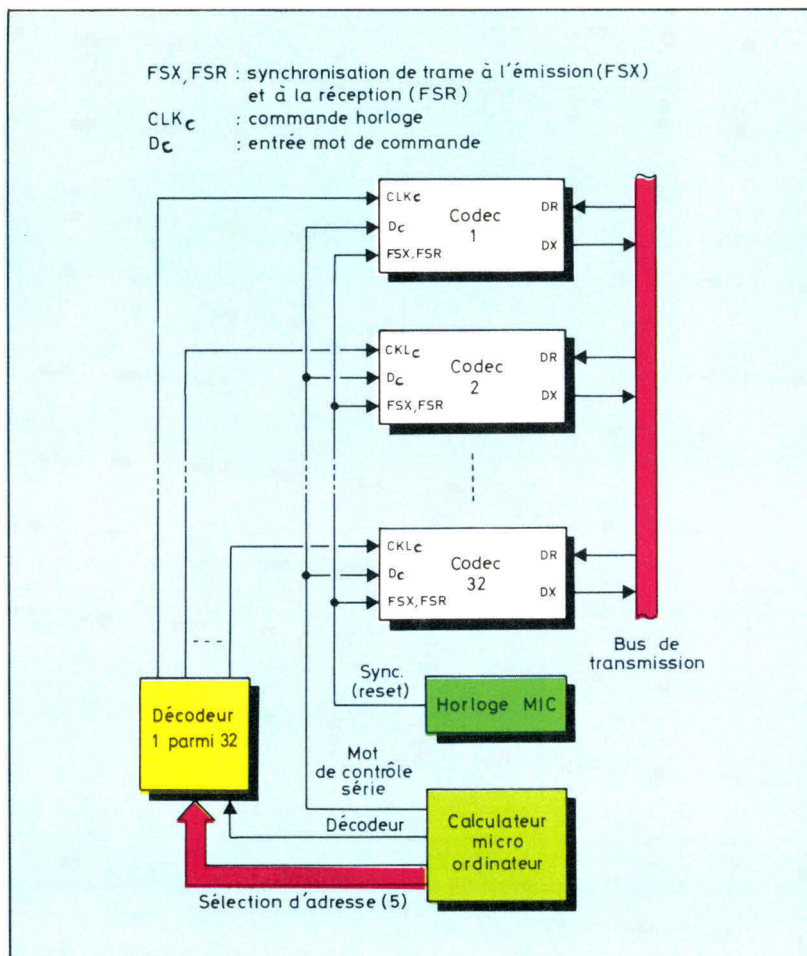 FSX, FSR : synchronisation de trame à l'émission (FSX)
et à la réception (FSR)
CLKc : commande horloge
Dc : entrée mot de commande
CLKc
Dc
FSX, FSR
Codec
1
DR
DX
CKLc
Dc
FSX, FSR
Codec
2
DR
DX
CKLc
Dc
FSX, FSR
Codec
32
DR
DX
Bus de
transmission
Sync.
(reset)
Horloge MIC
Décodeur
1 parmi 32
Mot
de contrôle
série
Décodeur
Calculateur
micro
ordinateur
Sélection d'adresse (5)